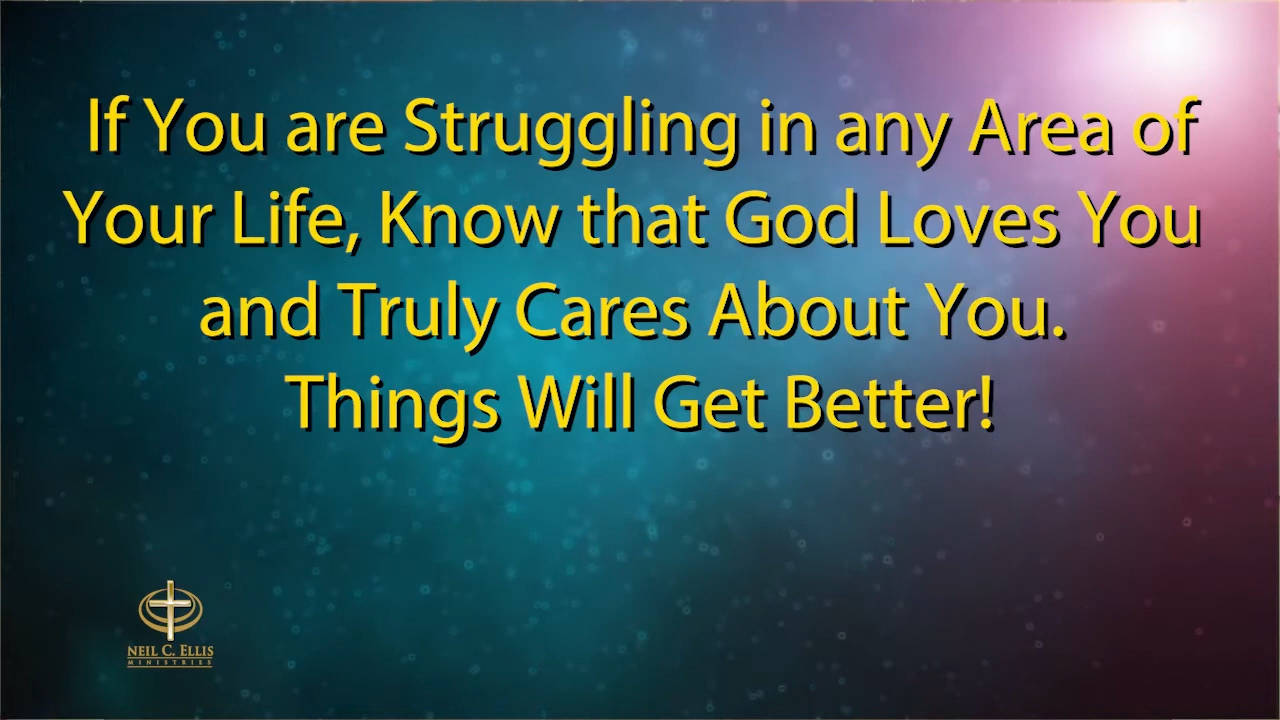 If You are Struggling in any Area of
Your Life, Know that God Loves You
and Truly Cares About You.
Things Will Get Better!
NEIL C. ELLIS
MINISTRIES